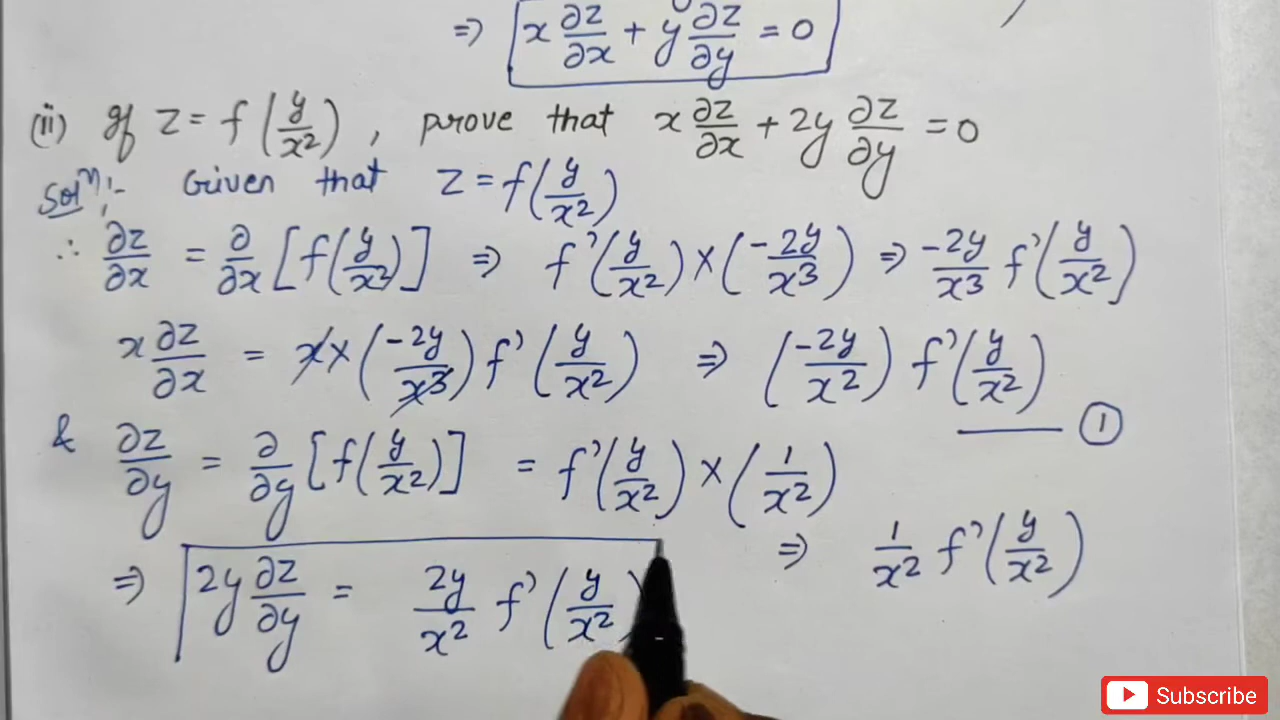 ⇒ x ∂z/∂x + y ∂z/∂y = 0
(ii) If z = f(y/x²), prove that x ∂z/∂x + 2y ∂z/∂y = 0
Solⁿ:- Given that z = f(y/x²)
∴ ∂z/∂x = ∂/∂x [f(y/x²)] ⇒ f'(y/x²) × (-2y/x³) ⇒ -2y/x³ f'(y/x²)
x ∂z/∂x = x × (-2y/x³) f'(y/x²) ⇒ (-2y/x²) f'(y/x²)
—— ①
& ∂z/∂y = ∂/∂y [f(y/x²)] = f'(y/x²) × (1/x²)
⇒ 1/x² f'(y/x²)
⇒ 2y ∂z/∂y = 2y/x² f'(y/x²)
Subscribe